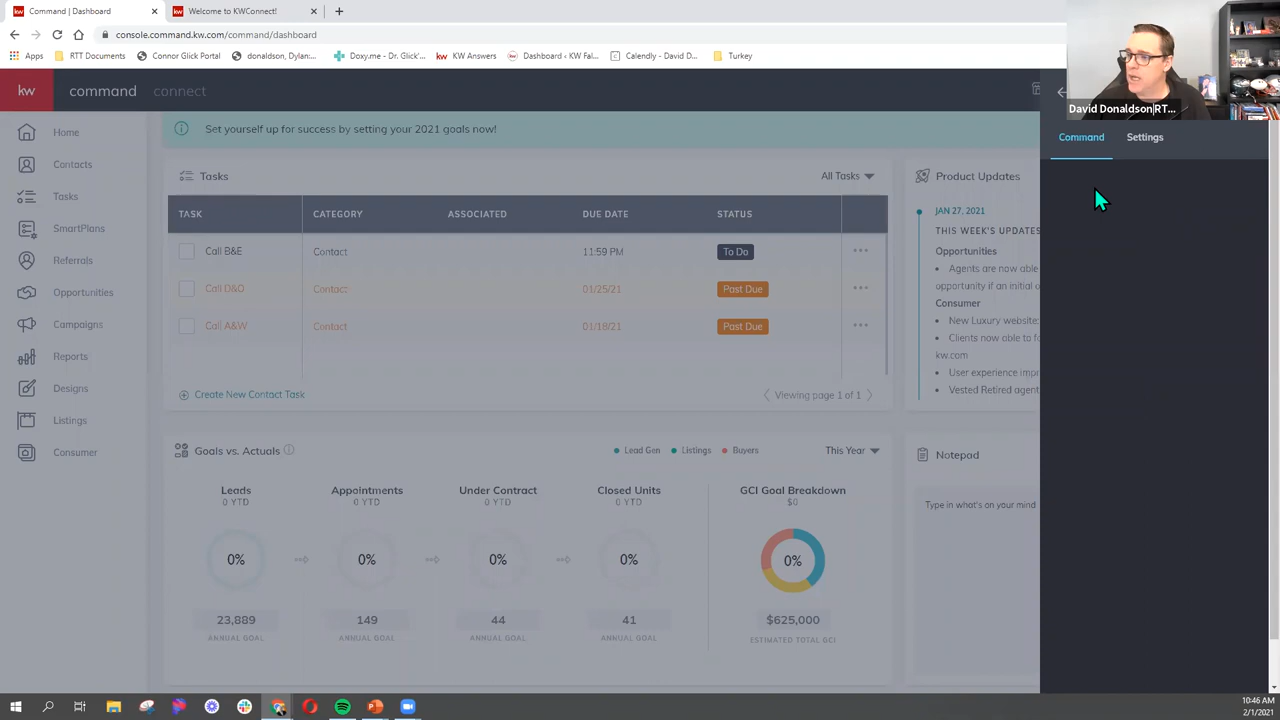 Command | Dashboard
Welcome to KWConnect!
console.command.kw.com/command/dashboard
Apps
RTT Documents
Connor Glick Portal
donaldson, Dylan:...
Doxy.me - Dr. Glick'...
KW Answers
Dashboard ‹ KW Fal...
Calendly - David D...
Turkey
David Donaldson|RT...
kw
command
connect
Command
Settings
Home
Contacts
Tasks
SmartPlans
Referrals
Opportunities
Campaigns
Reports
Designs
Listings
Consumer
Set yourself up for success by setting your 2021 goals now!
Tasks
All Tasks
TASK CATEGORY ASSOCIATED DUE DATE STATUS
Call B&E Contact 11:59 PM To Do
Call D&O Contact 01/25/21 Past Due
Call A&W Contact 01/18/21 Past Due
Create New Contact Task
Viewing page 1 of 1
Product Updates
JAN 27, 2021
THIS WEEK'S UPDATES
Opportunities
Agents are now able
opportunity if an initial o
Consumer
New Luxury website:
Clients now able to fo
kw.com
User experience impr
Vested Retired agent
Goals vs. Actuals
Lead Gen
Listings
Buyers
This Year
Leads
0 YTD
0%
23,889
ANNUAL GOAL
Appointments
0 YTD
0%
149
ANNUAL GOAL
Under Contract
0 YTD
0%
44
ANNUAL GOAL
Closed Units
0 YTD
0%
41
ANNUAL GOAL
GCI Goal Breakdown
$0
0%
$625,000
ESTIMATED TOTAL GCI
Notepad
Type in what's on your mind
10:46 AM
2/1/2021